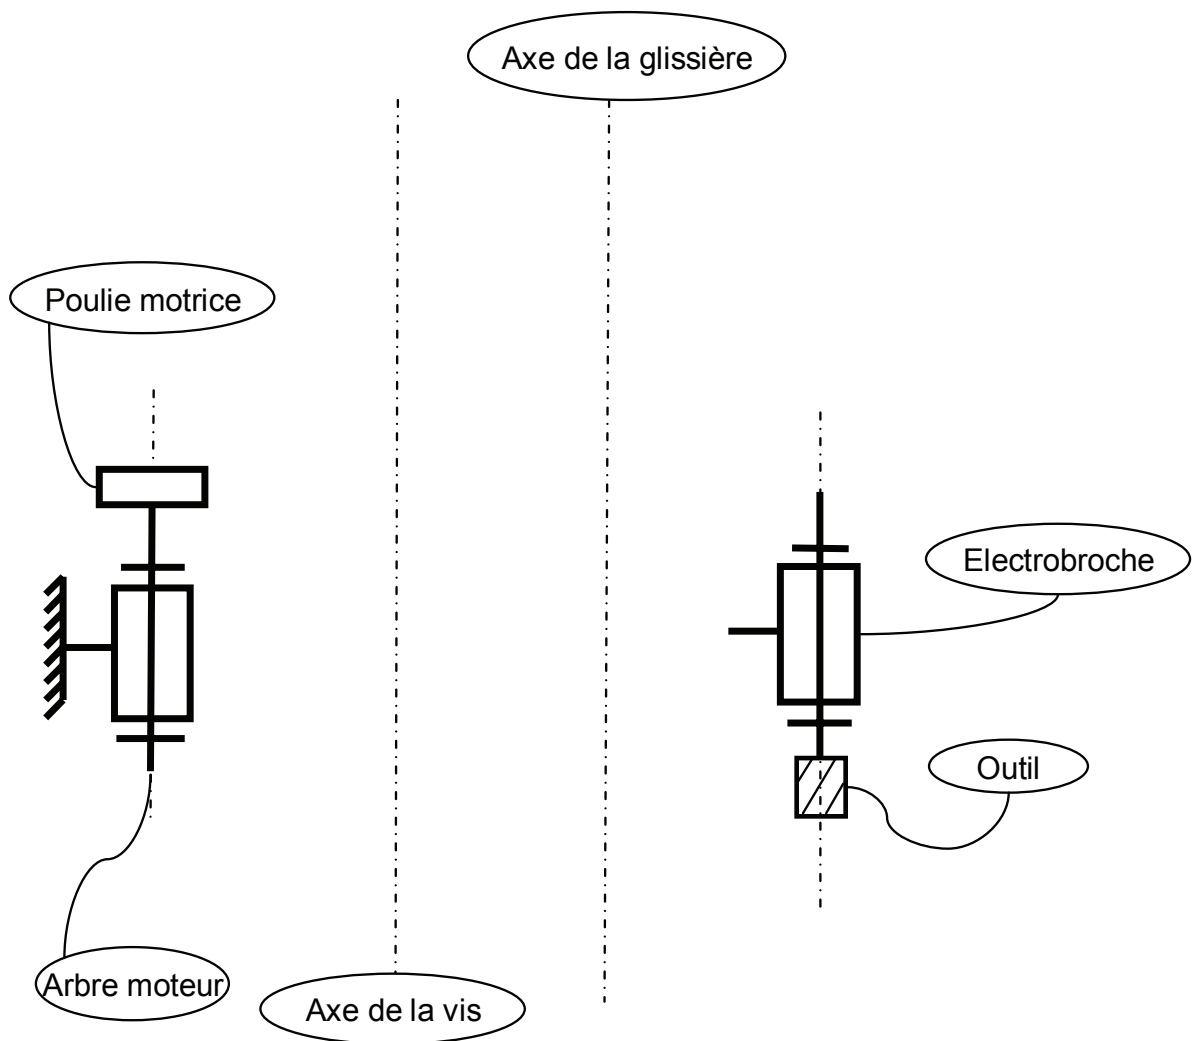 Axe de la glissière
Poulie motrice
Electrobroche
Outil
Arbre moteur
Axe de la vis